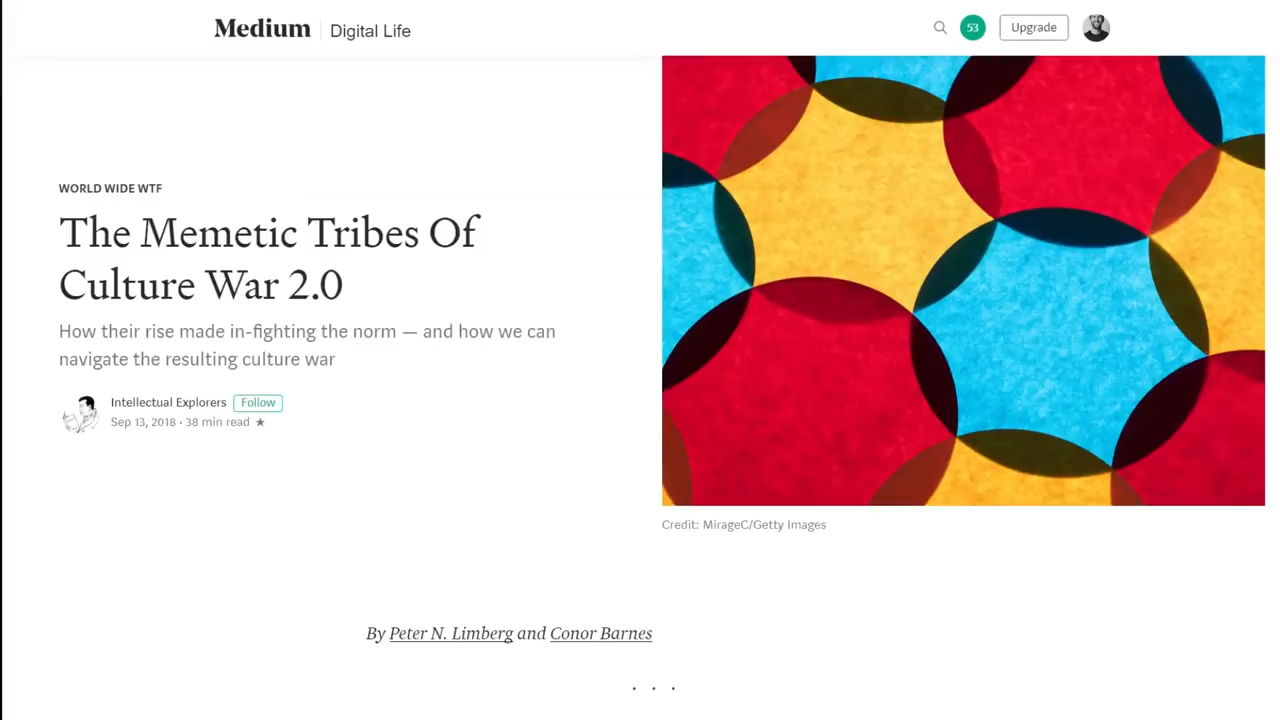 Medium Digital Life
53 Upgrade
WORLD WIDE WTF
The Memetic Tribes Of
Culture War 2.0
How their rise made in-fighting the norm — and how we can
navigate the resulting culture war
Intellectual Explorers Follow
Sep 13, 2018 · 38 min read ★
Credit: MirageC/Getty Images
By Peter N. Limberg and Conor Barnes
· · ·